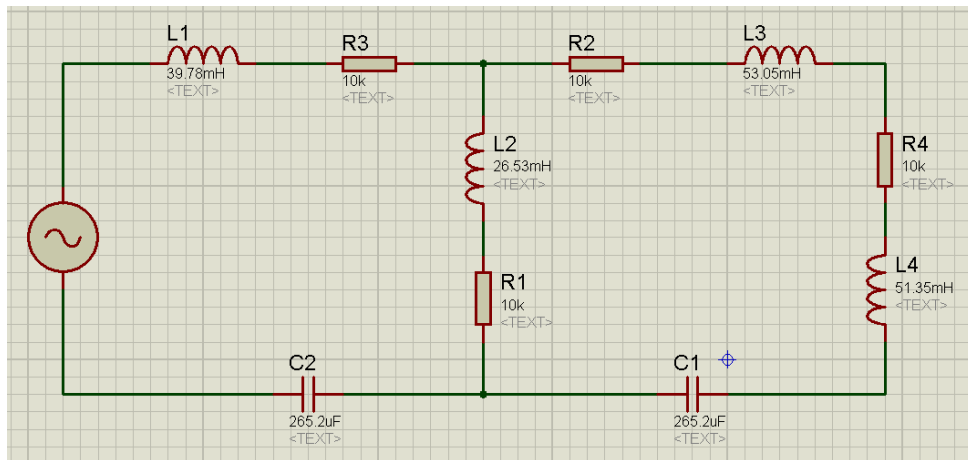 L1
39.78mH
<TEXT>
R3
10k
<TEXT>
R2
10k
<TEXT>
L3
53.05mH
<TEXT>
L2
26.53mH
<TEXT>
R4
10k
<TEXT>
R1
10k
<TEXT>
L4
51.35mH
<TEXT>
C2
265.2uF
<TEXT>
C1
265.2uF
<TEXT>